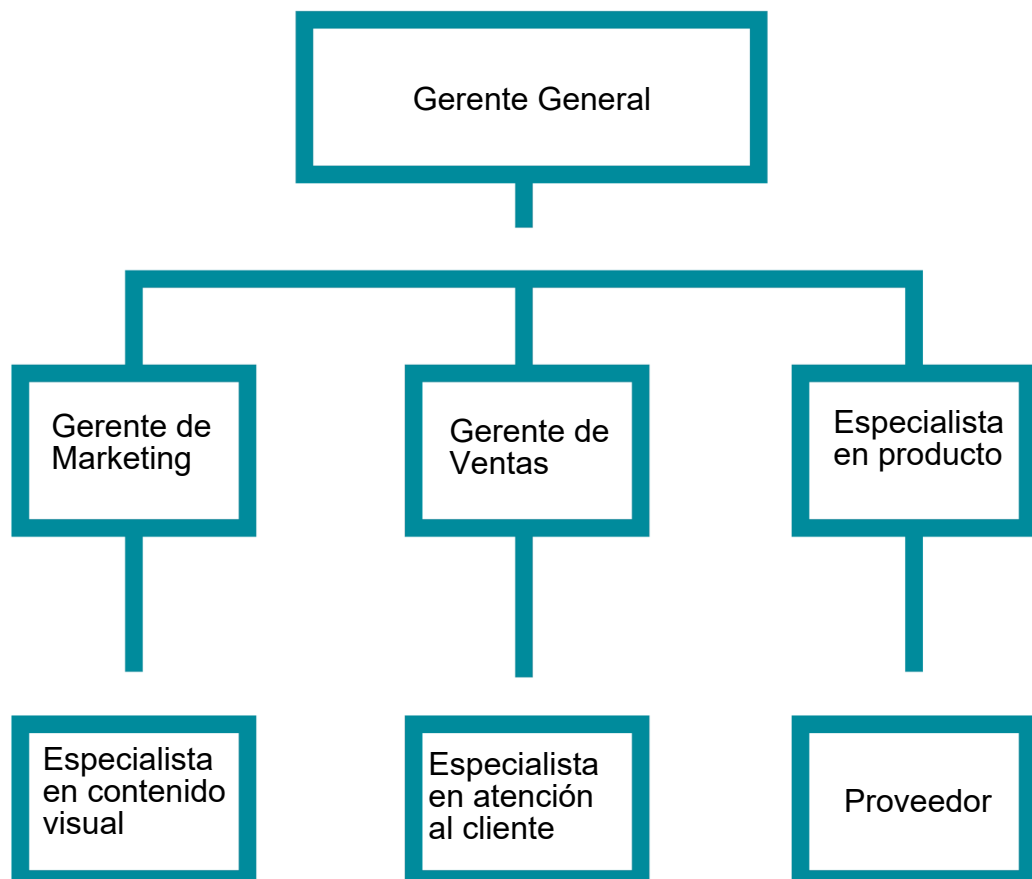 Gerente General
Gerente de
Marketing
Gerente de
Ventas
Especialista
en producto
Especialista
en contenido
visual
Especialista
en atención
al cliente
Proveedor